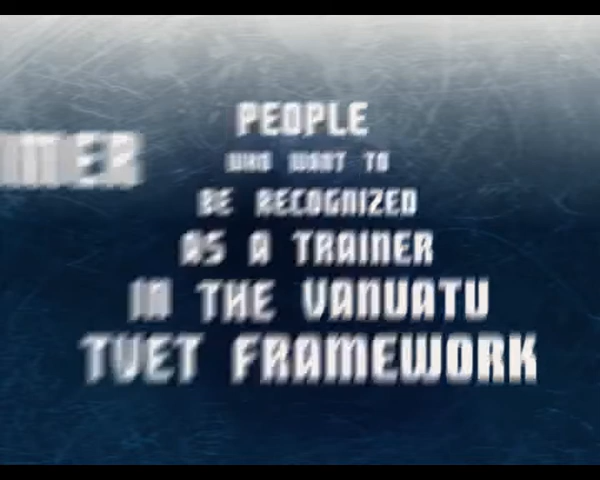 PEOPLE
WHO WANT TO
BE RECOGNIZED
AS A TRAINER
IN THE VANUATU
TVET FRAMEWORK